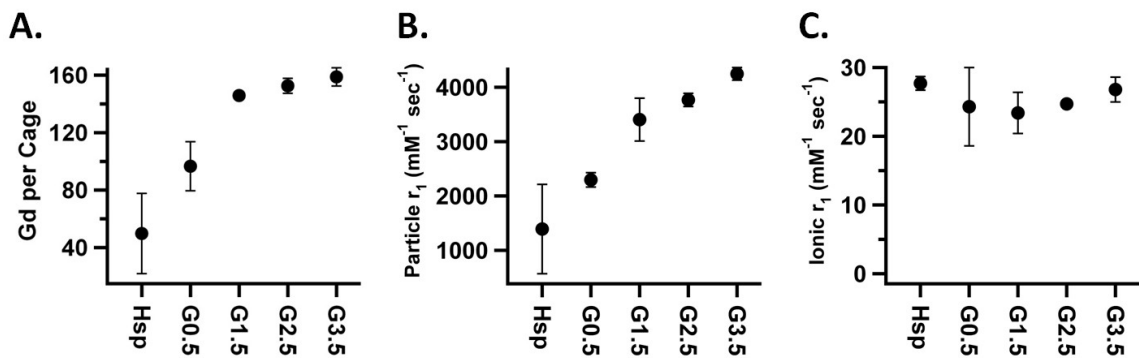 A.
Gd per Cage
160
120
80
40
Hsp
G0.5
G1.5
G2.5
G3.5
B.
Particle r₁ (mM⁻¹ sec⁻¹)
4000
3000
2000
1000
Hsp
G0.5
G1.5
G2.5
G3.5
C.
Ionic r₁ (mM⁻¹ sec⁻¹)
30
20
10
0
Hsp
G0.5
G1.5
G2.5
G3.5